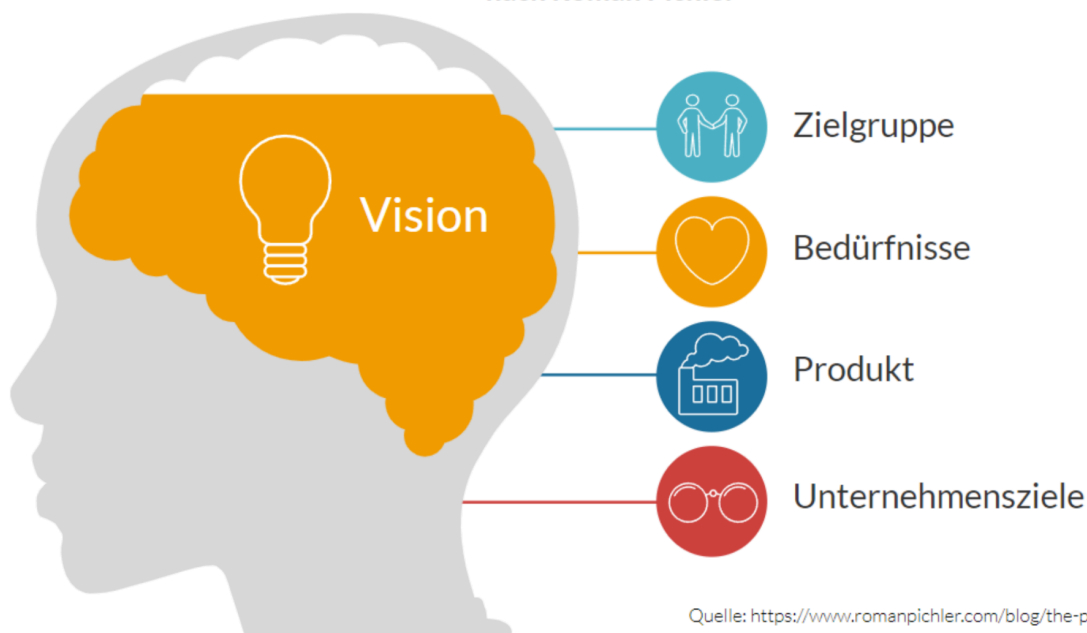 Vision
Zielgruppe
Bedürfnisse
Produkt
Unternehmensziele
Quelle: https://www.romanpichler.com/blog/the-p